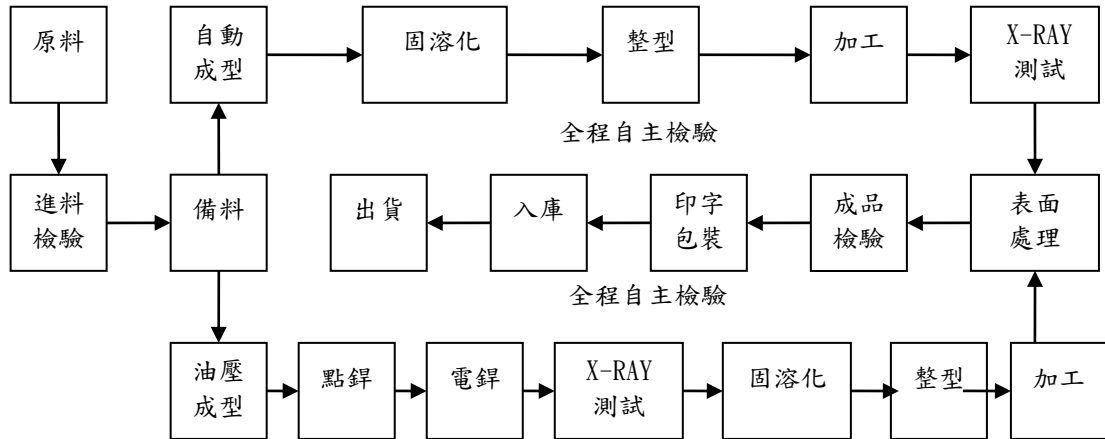 原料
自動
成型
固溶化
整型
加工
X-RAY
測試
全程自主檢驗
進料
檢驗
備料
出貨
入庫
印字
包裝
成品
檢驗
表面
處理
全程自主檢驗
油壓
成型
點銲
電銲
X-RAY
測試
固溶化
整型
加工